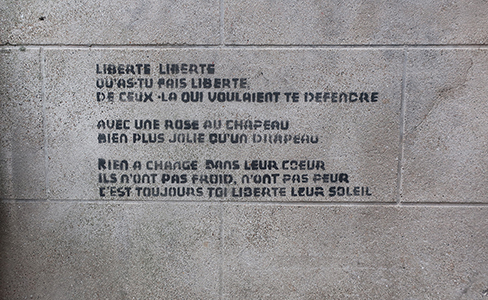 LIBERTE LIBERTE
QU'AS-TU FAIS LIBERTE
DE CEUX-LA QUI VOULAIENT TE DEFENDRE
AVEC UNE ROSE AU CHAPEAU
BIEN PLUS JOLIE QU'UN DRAPEAU
RIEN A CHANGE DANS LEUR COEUR
ILS N'ONT PAS FROID, N'ONT PAS PEUR
C'EST TOUJOURS TOI LIBERTE LEUR SOLEIL